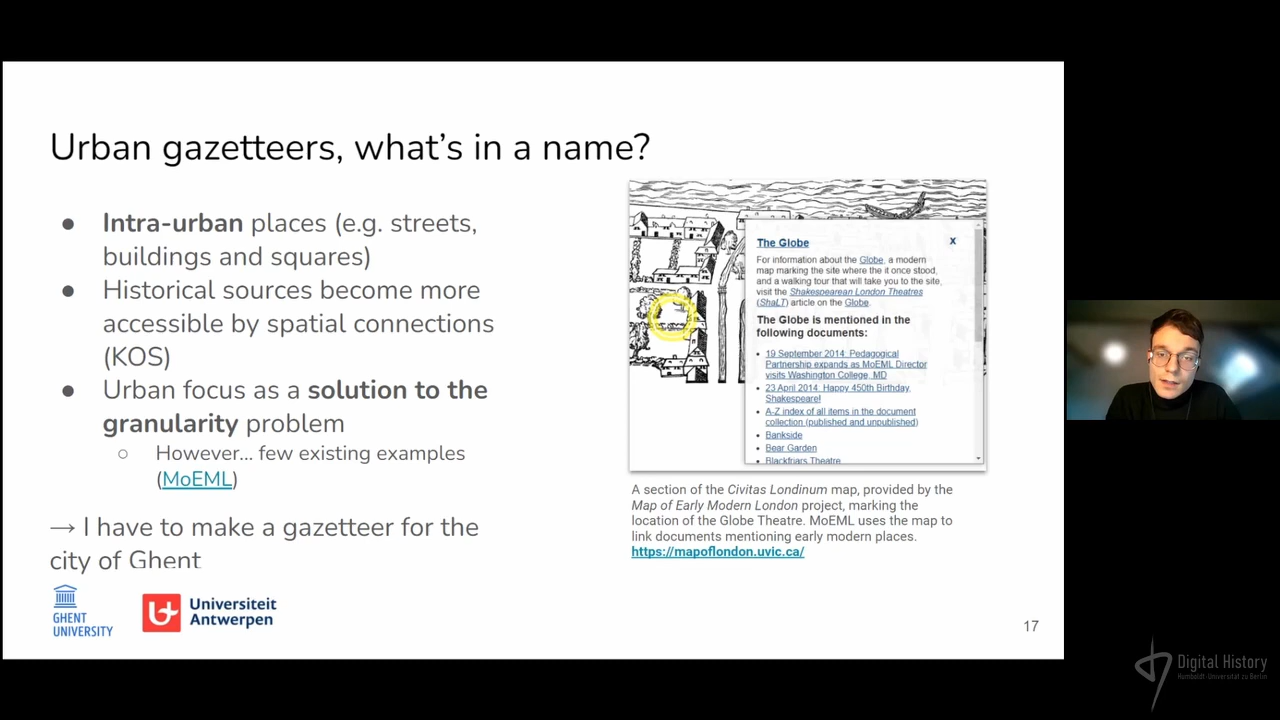 Urban gazetteers, what's in a name?
● Intra-urban places (e.g. streets,
buildings and squares)
● Historical sources become more
accessible by spatial connections
(KOS)
● Urban focus as a solution to the
granularity problem
○ However... few existing examples
(MoEML)
→ I have to make a gazetteer for the
city of Ghent
The Globe
X
For information about the Globe, a modern
map marking the site where the it once stood,
and a walking tour that will take you to the site,
visit the Shakespearean London Theatres
(ShaLT) article on the Globe.
The Globe is mentioned in the
following documents:
• 19 September 2014: Pedagogical
Partnership expands as MoEML Director
visits Washington College, MD
• 23 April 2014: Happy 450th Birthday,
Shakespeare!
• A-Z index of all items in the document
collection (published and unpublished)
• Bankside
• Bear Garden
• Blackfriars Theatre
A section of the Civitas Londinum map, provided by the
Map of Early Modern London project, marking the
location of the Globe Theatre. MoEML uses the map to
link documents mentioning early modern places.
https://mapoflondon.uvic.ca/
GHENT
UNIVERSITY
Universiteit
Antwerpen
17
Digital History
Humboldt-Universität zu Berlin